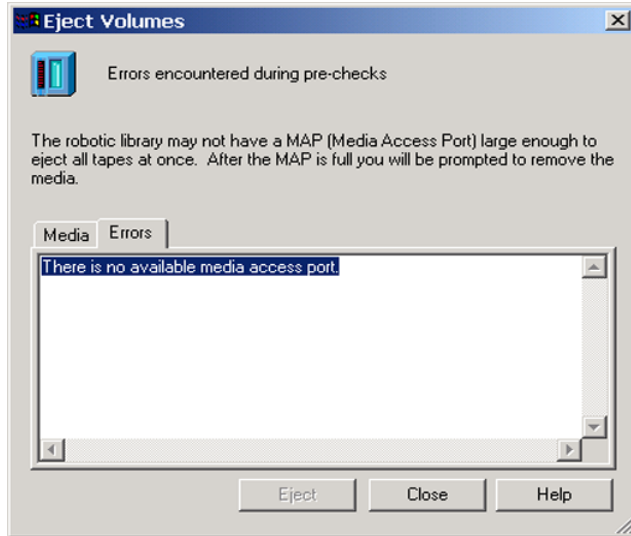 Eject Volumes
Errors encountered during pre-checks
The robotic library may not have a MAP (Media Access Port) large enough to
eject all tapes at once.  After the MAP is full you will be prompted to remove the
media.
Media
Errors
There is no available media access port.
Eject
Close
Help